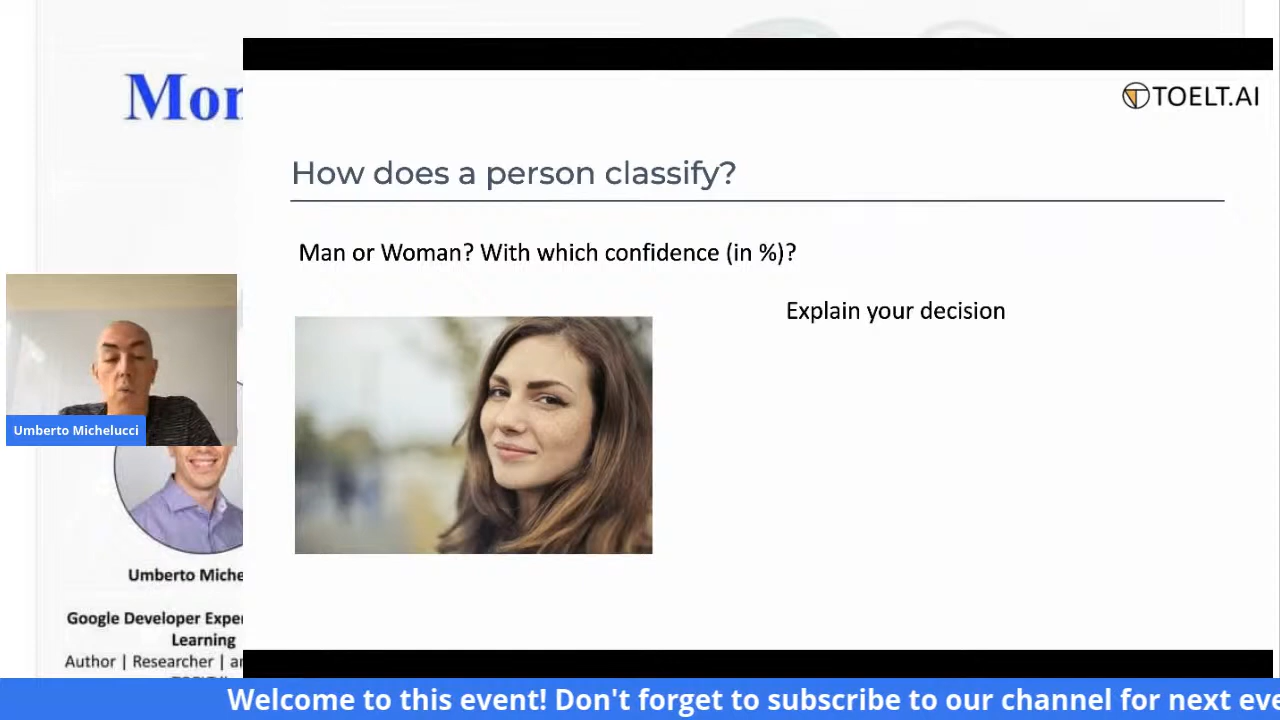 Mon
TOELT.AI
How does a person classify?
Man or Woman? With which confidence (in %)?
Explain your decision
Umberto Michelucci
Umberto Miche
Google Developer Exper
Learning
Author | Researcher | an
Welcome to this event! Don't forget to subscribe to our channel for next eve